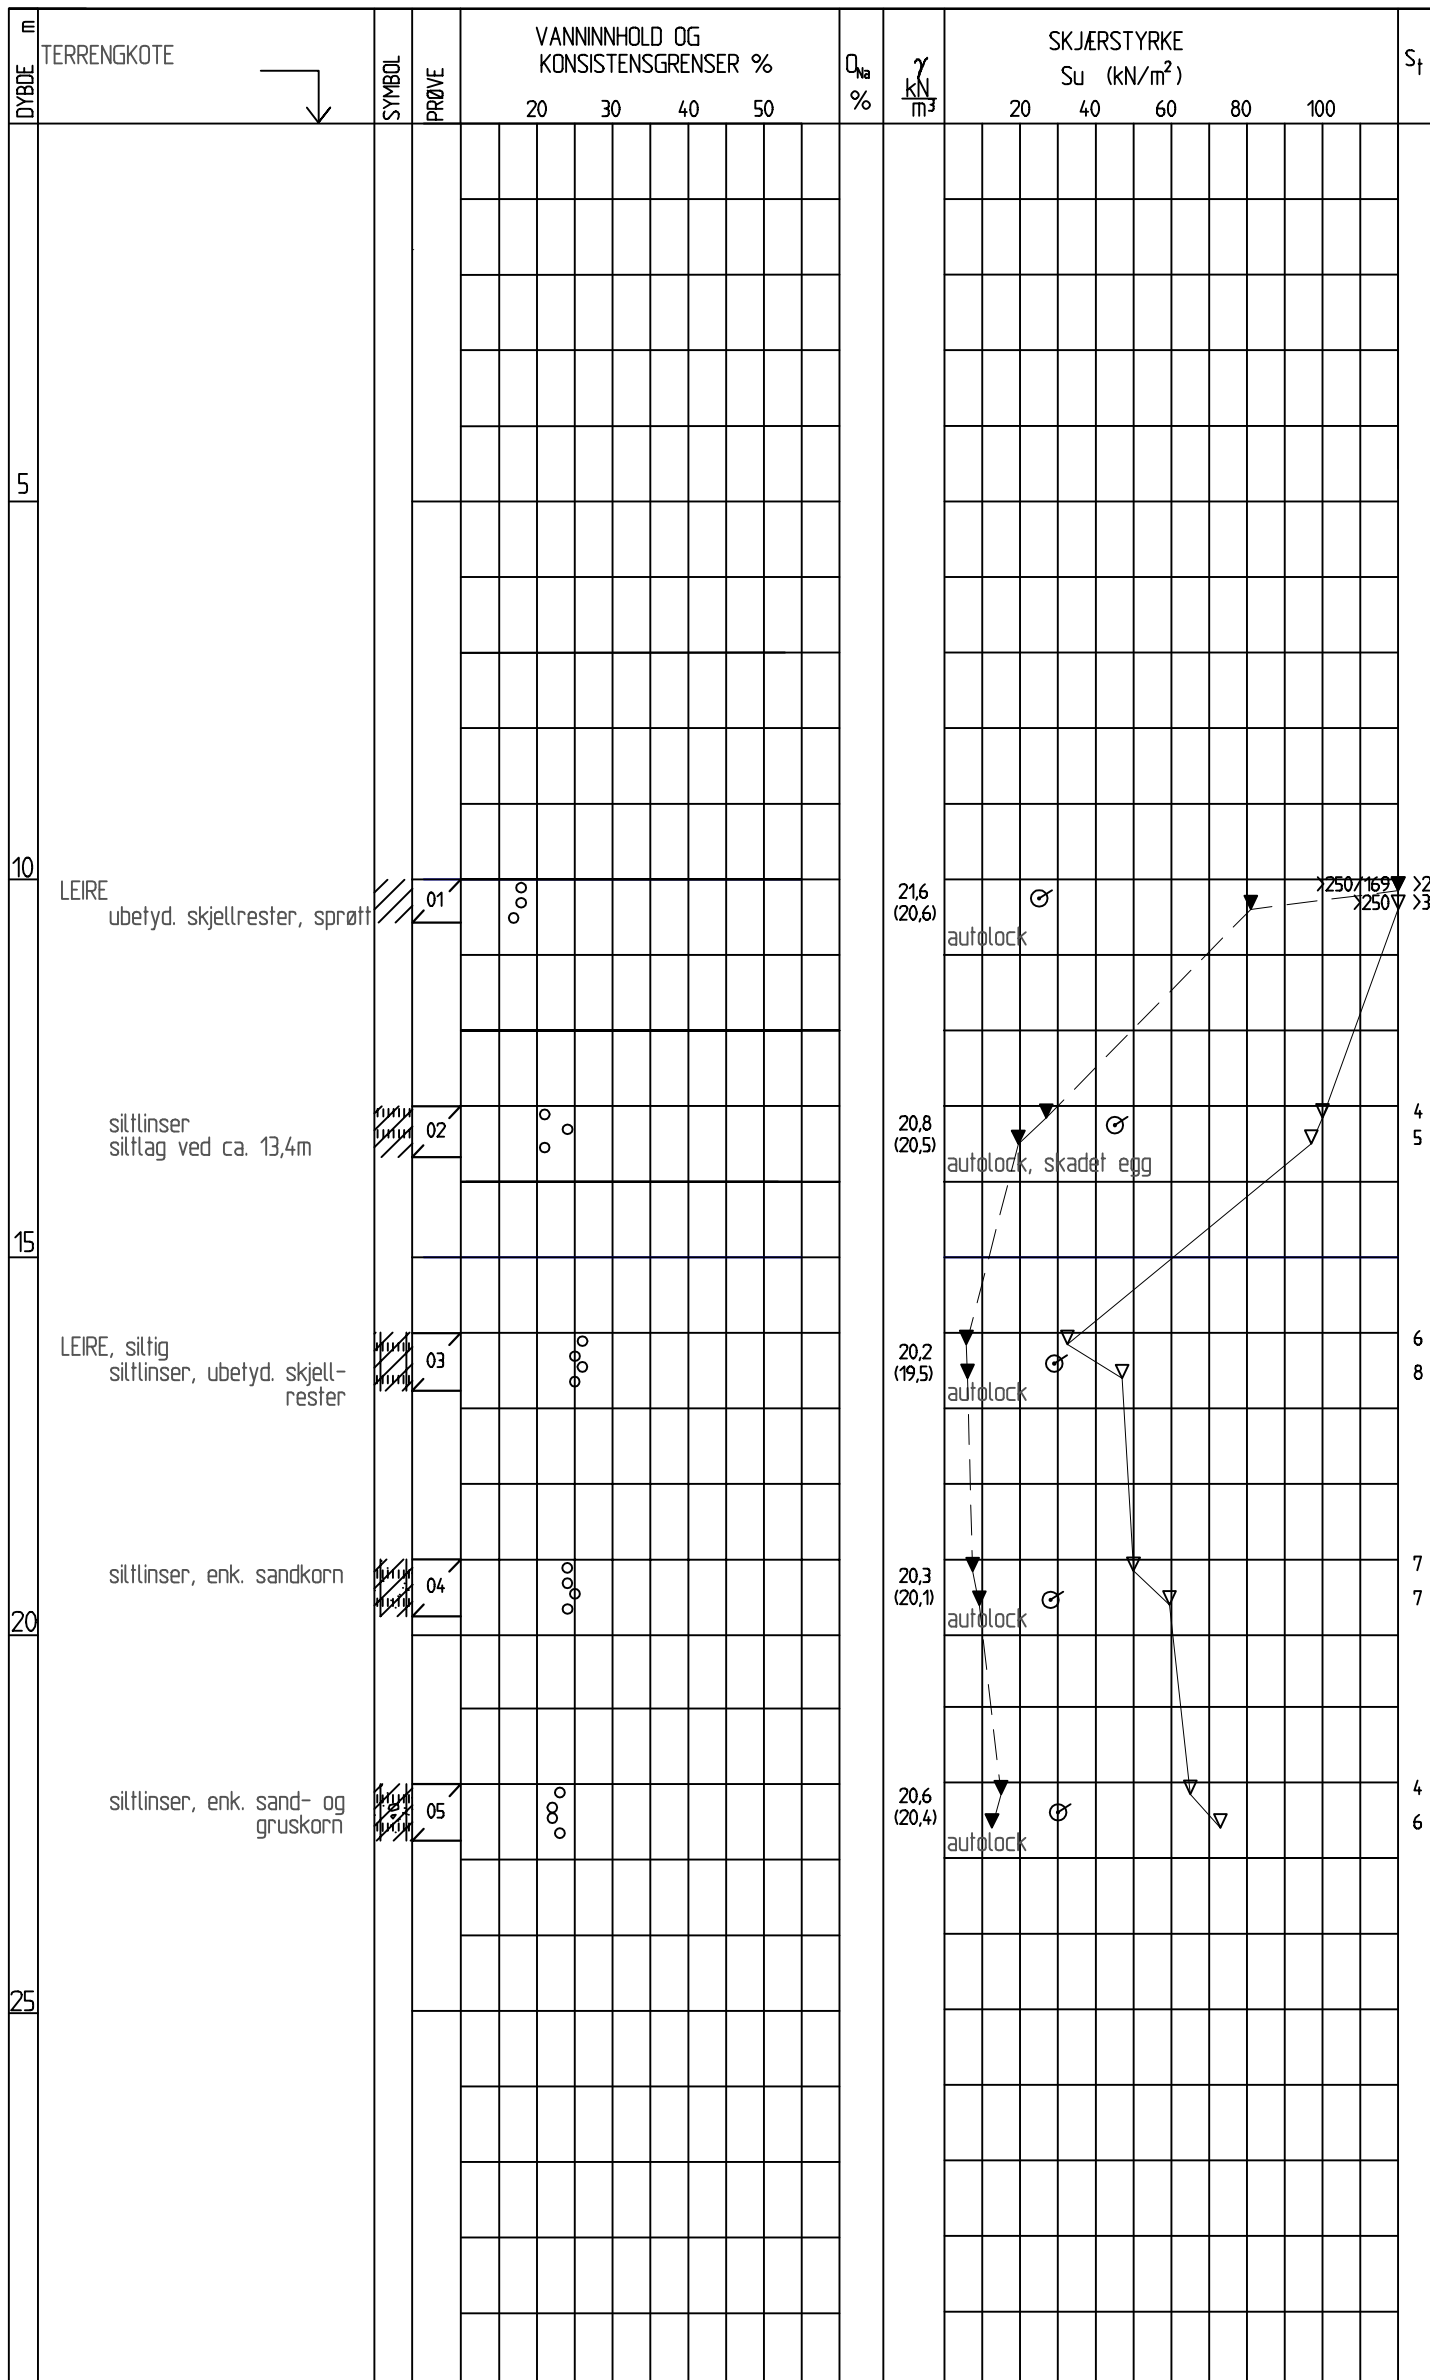 DYBDE m
TERRENGKOTE
SYMBOL
PRØVE
VANNINNHOLD OG
KONSISTENSGRENSER %
20 30 40 50
O Na
%
γ
kN
m³
SKJÆRSTYRKE
Su (kN/m²)
20 40 60 80 100
St
5
10
LEIRE
ubetyd. skjellrester, sprøtt
01
21,6
(20,6)
autolock
>250/169 >2
>250 >3
siltlinser
siltlag ved ca. 13,4m
02
20,8
(20,5)
autolock, skadet egg
4
5
15
LEIRE, siltig
siltlinser, ubetyd. skjell-
rester
03
20,2
(19,5)
autolock
6
8
siltlinser, enk. sandkorn
04
20,3
(20,1)
autolock
7
7
20
siltlinser, enk. sand- og
gruskorn
05
20,6
(20,4)
autolock
4
6
25